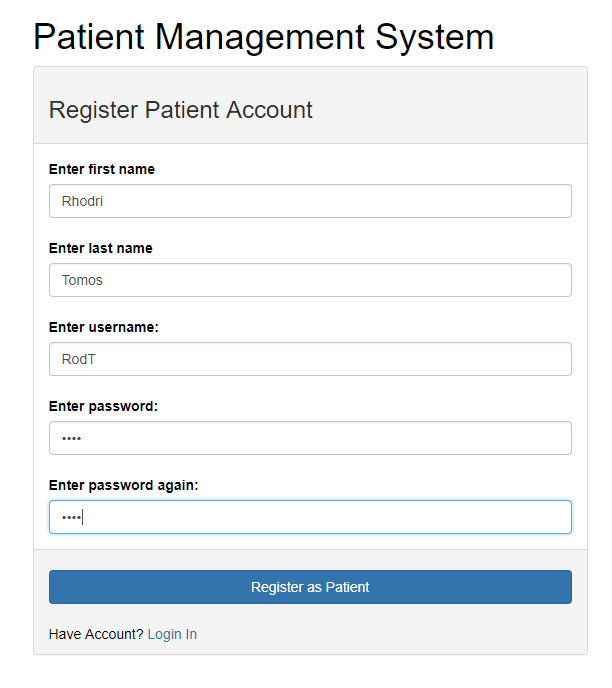 Patient Management System
Register Patient Account
Enter first name
Rhodri
Enter last name
Tomos
Enter username:
RodT
Enter password:
••••
Enter password again:
••••
Register as Patient
Have Account? Login In